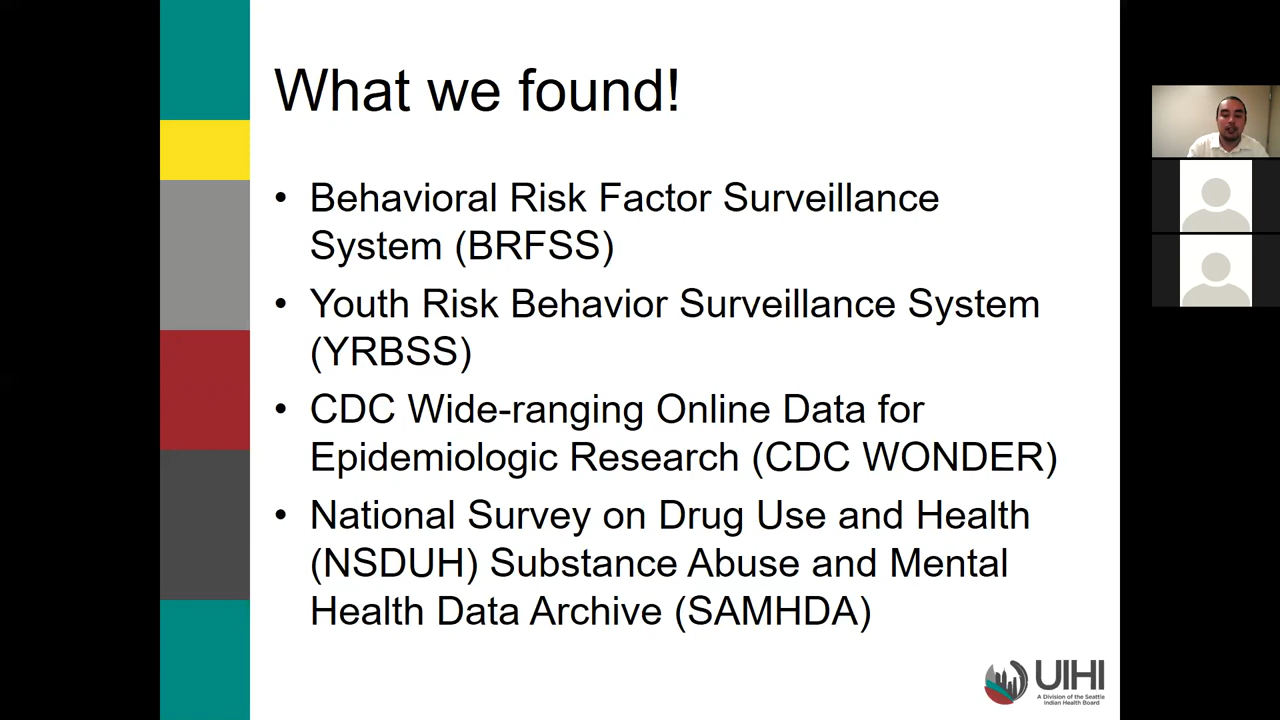 What we found!
• Behavioral Risk Factor Surveillance
System (BRFSS)
• Youth Risk Behavior Surveillance System
(YRBSS)
• CDC Wide-ranging Online Data for
Epidemiologic Research (CDC WONDER)
• National Survey on Drug Use and Health
(NSDUH) Substance Abuse and Mental
Health Data Archive (SAMHDA)
UIHI
A Division of the Seattle
Indian Health Board